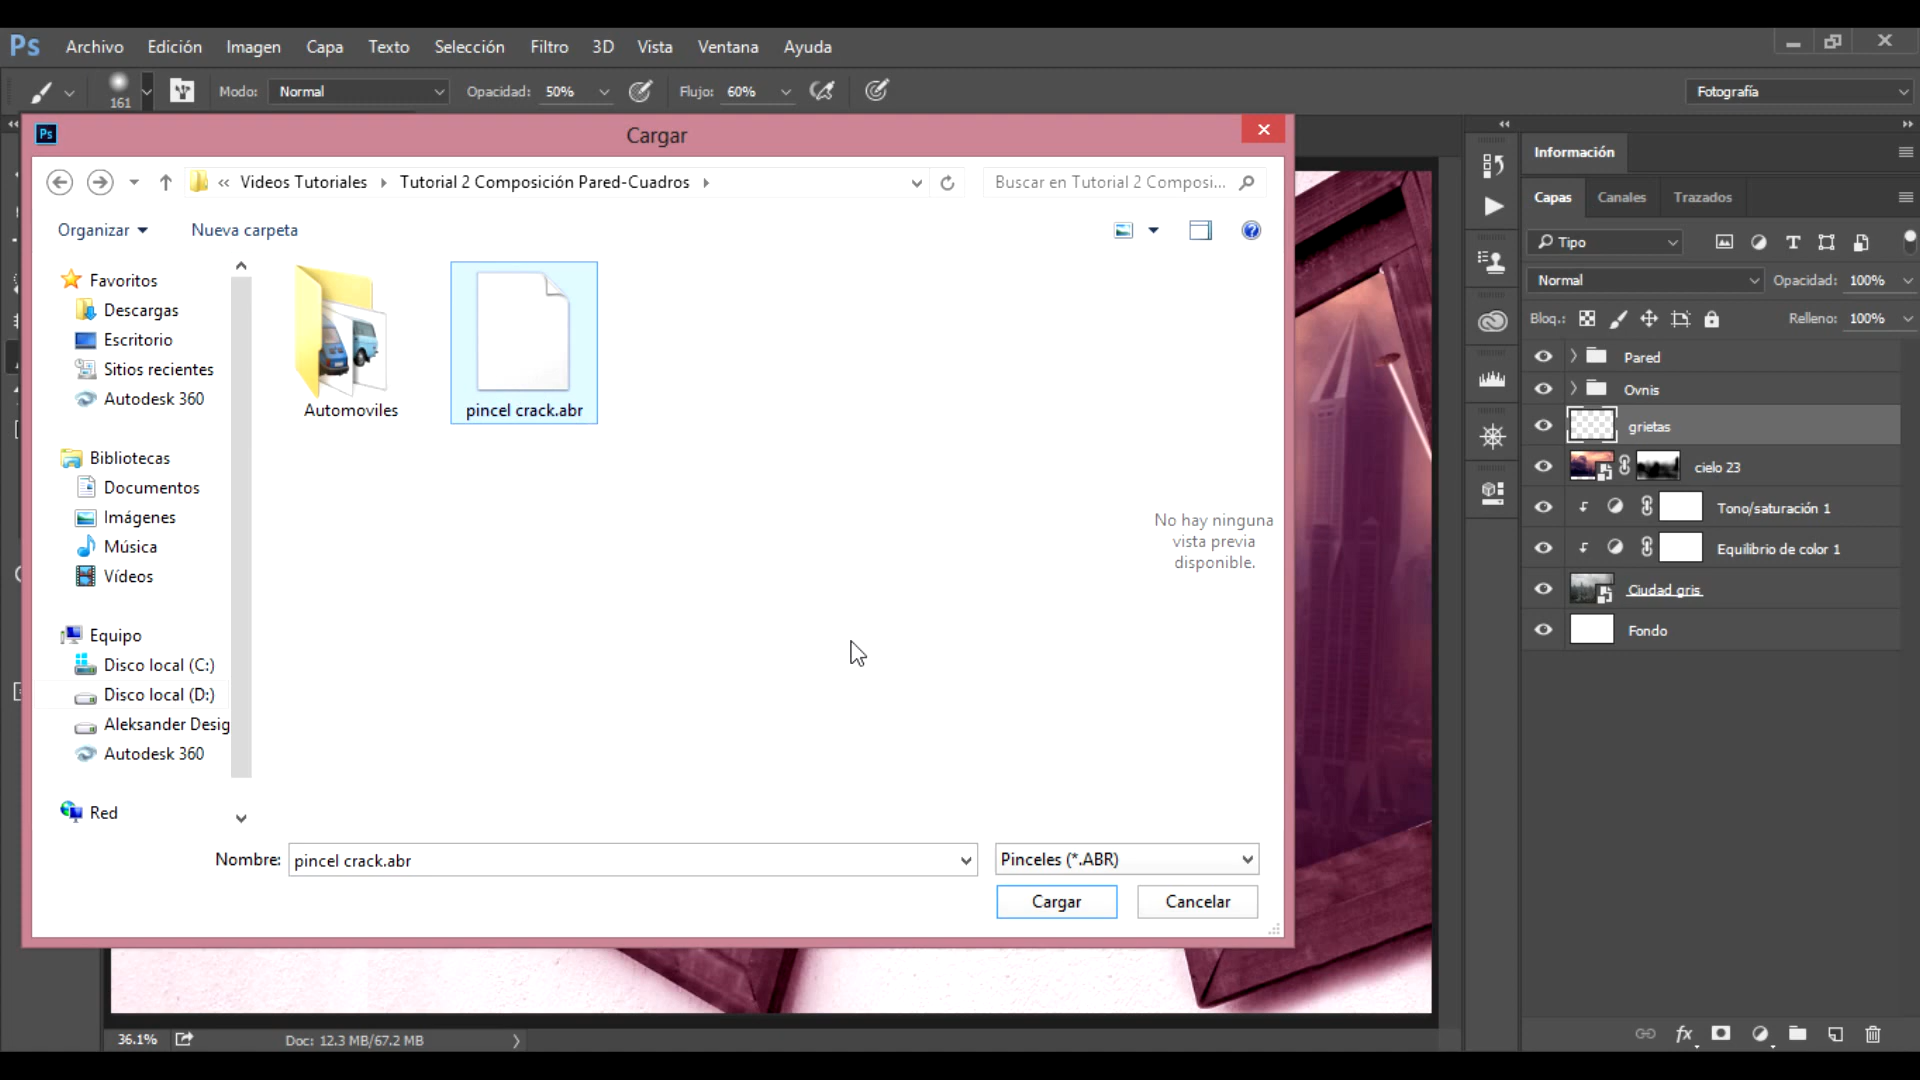 Ps Archivo Edición Imagen Capa Texto Selección Filtro 3D Vista Ventana Ayuda
161 Modo: Normal Opacidad: 50% Flujo: 60% Fotografía
Ps Cargar
« Videos Tutoriales Tutorial 2 Composición Pared-Cuadros Buscar en Tutorial 2 Composi...
Organizar Nueva carpeta
Favoritos
Descargas
Escritorio
Sitios recientes
Autodesk 360
Bibliotecas
Documentos
Imágenes
Música
Vídeos
Equipo
Disco local (C:)
Disco local (D:)
Aleksander Desig
Autodesk 360
Red
Automoviles
pincel crack.abr
No hay ninguna
vista previa
disponible.
Nombre: pincel crack.abr Pinceles (*.ABR)
Cargar Cancelar
Información
Capas Canales Trazados
Tipo
Normal Opacidad: 100%
Bloq.: Relleno: 100%
Pared
Ovnis
grietas
cielo 23
Tono/saturación 1
Equilibrio de color 1
Ciudad gris
Fondo
fx
36.1% Doc: 12.3 MB/67.2 MB